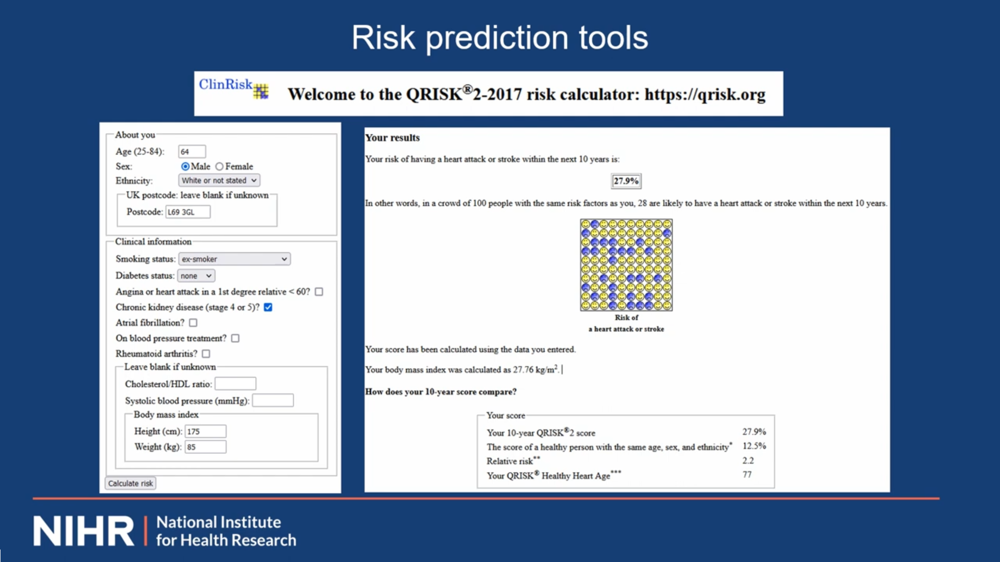 Risk prediction tools
ClinRisk
Welcome to the QRISK®2-2017 risk calculator: https://qrisk.org
About you
Age (25-84): 64
Sex: Male Female
Ethnicity: White or not stated
UK postcode: leave blank if unknown
Postcode: L69 3GL
Clinical information
Smoking status: ex-smoker
Diabetes status: none
Angina or heart attack in a 1st degree relative < 60?
Chronic kidney disease (stage 4 or 5)?
Atrial fibrillation?
On blood pressure treatment?
Rheumatoid arthritis?
Leave blank if unknown
Cholesterol/HDL ratio:
Systolic blood pressure (mmHg):
Body mass index
Height (cm): 175
Weight (kg): 85
Calculate risk
Your results
Your risk of having a heart attack or stroke within the next 10 years is:
27.9%
In other words, in a crowd of 100 people with the same risk factors as you, 28 are likely to have a heart attack or stroke within the next 10 years.
Risk of
a heart attack or stroke
Your score has been calculated using the data you entered.
Your body mass index was calculated as 27.76 kg/m².
How does your 10-year score compare?
Your score
Your 10-year QRISK®2 score 27.9%
The score of a healthy person with the same age, sex, and ethnicity* 12.5%
Relative risk** 2.2
Your QRISK® Healthy Heart Age*** 77
NIHR | National Institute
for Health Research